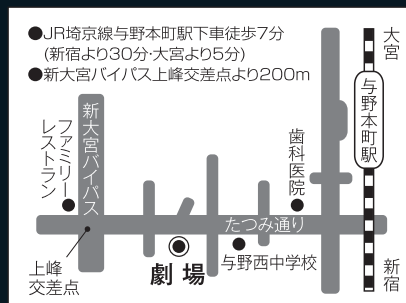 ●JR埼京線与野本町駅下車徒歩7分
(新宿より30分･大宮より5分)
●新大宮バイパス上峰交差点より200m
大宮
与野本町駅
新宿
歯科医院
新大宮バイパス
ファミリー
レストラン
たつみ通り
与野西中学校
劇場
上峰
交差点